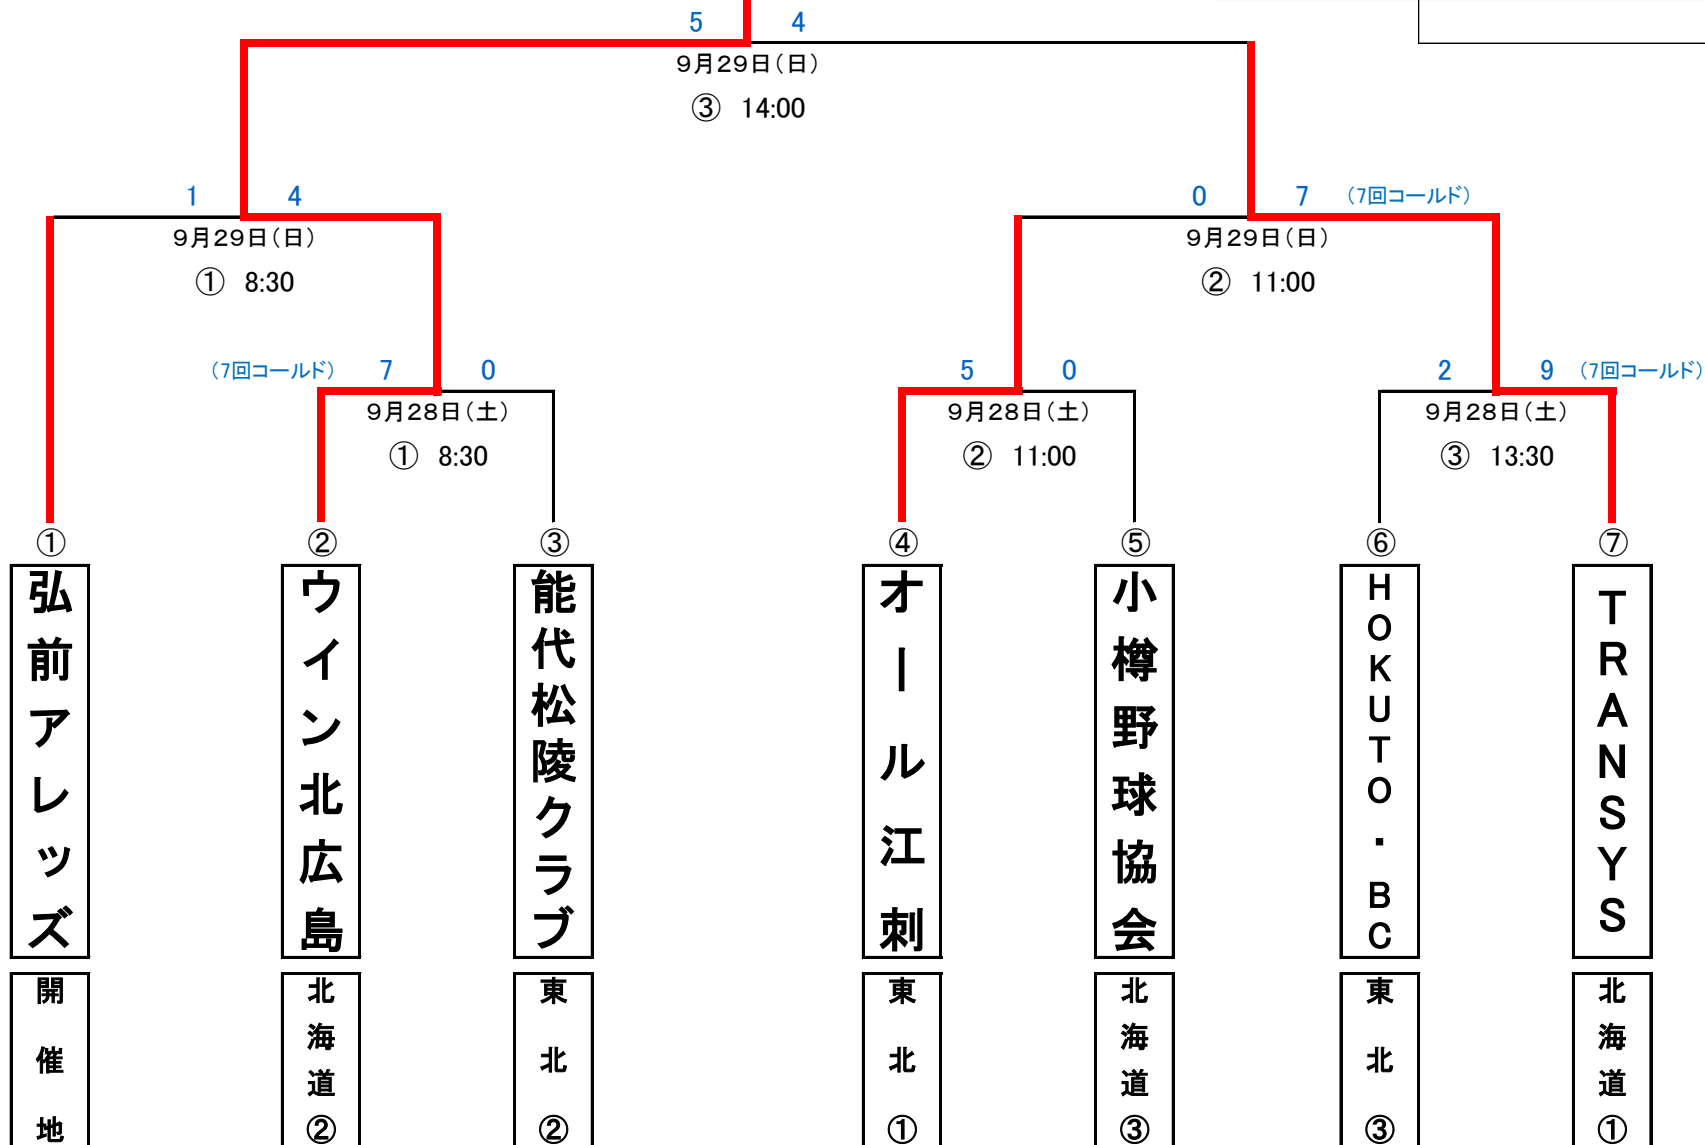 5 4
9月29日（日）
③ 14:00
1 4
9月29日（日）
① 8:30
0 7 （7回コールド）
9月29日（日）
② 11:00
（7回コールド） 7 0
9月28日（土）
① 8:30
5 0
9月28日（土）
② 11:00
2 9 （7回コールド）
9月28日（土）
③ 13:30
①
弘前アレッズ
開催地
②
ウイン北広島
北海道②
③
能代松陵クラブ
東北②
④
オール江刺
東北①
⑤
小樽野球協会
北海道③
⑥
HOKUTO・BC
東北③
⑦
TRANSYS
北海道①